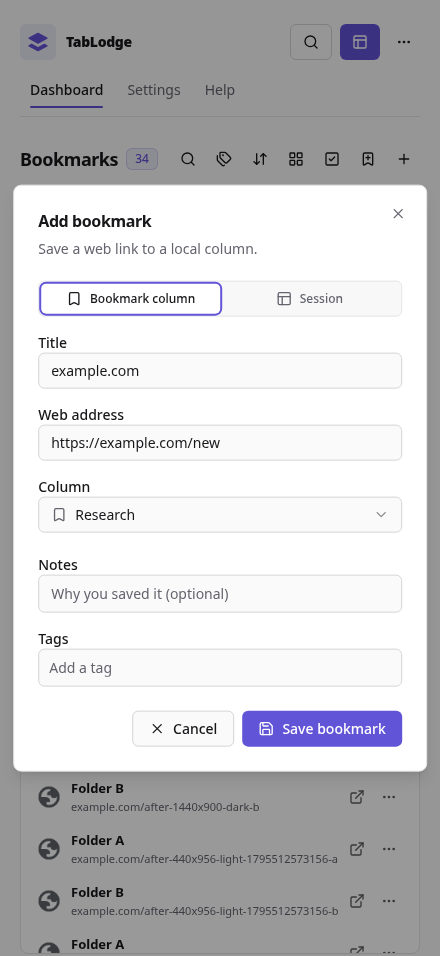 TabLodge
Dashboard
Settings
Help
Bookmarks 34
Add bookmark
Save a web link to a local column.
Bookmark column
Session
Title
example.com
Web address
https://example.com/new
Column
Research
Notes
Why you saved it (optional)
Tags
Add a tag
Cancel
Save bookmark
Folder B
example.com/after-1440x900-dark-b
Folder A
example.com/after-440x956-light-1795512573156-a
Folder B
example.com/after-440x956-light-1795512573156-b
Folder A